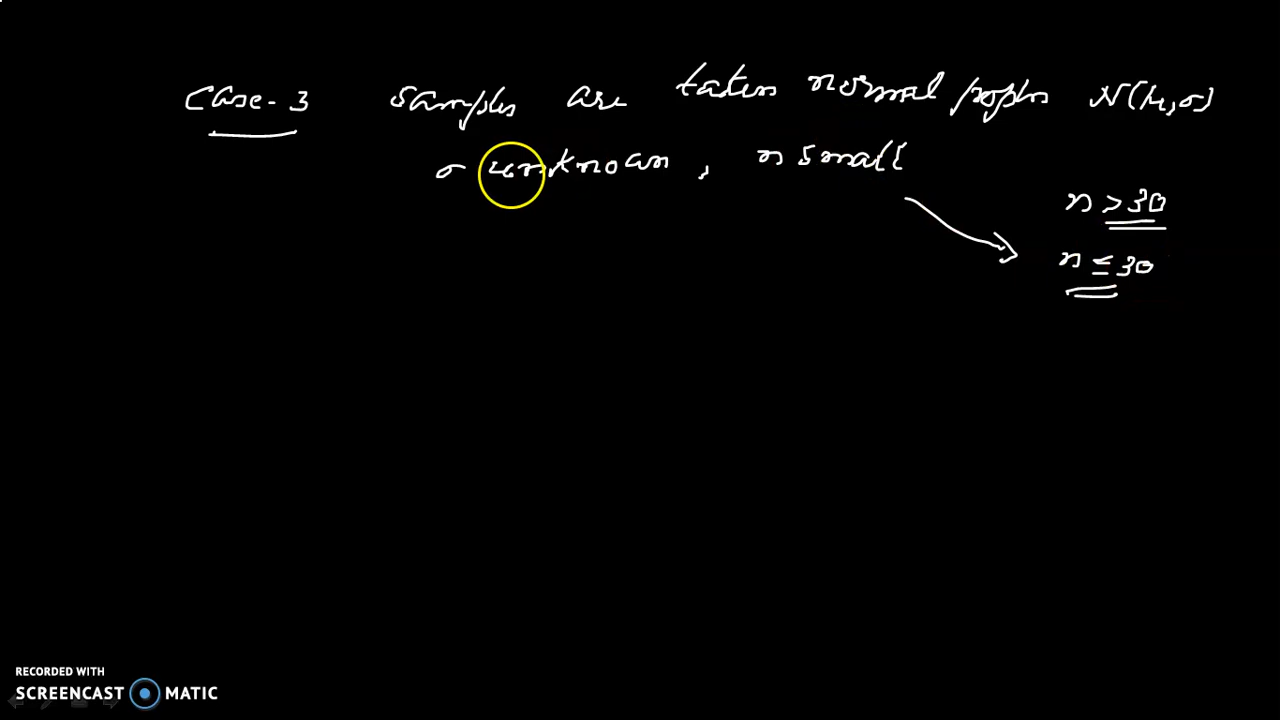 Case-3 Samples are taken normal popln N(μ,σ)
σ unknown, n small
n > 30
n ≤ 30
RECORDED WITH
SCREENCAST MATIC